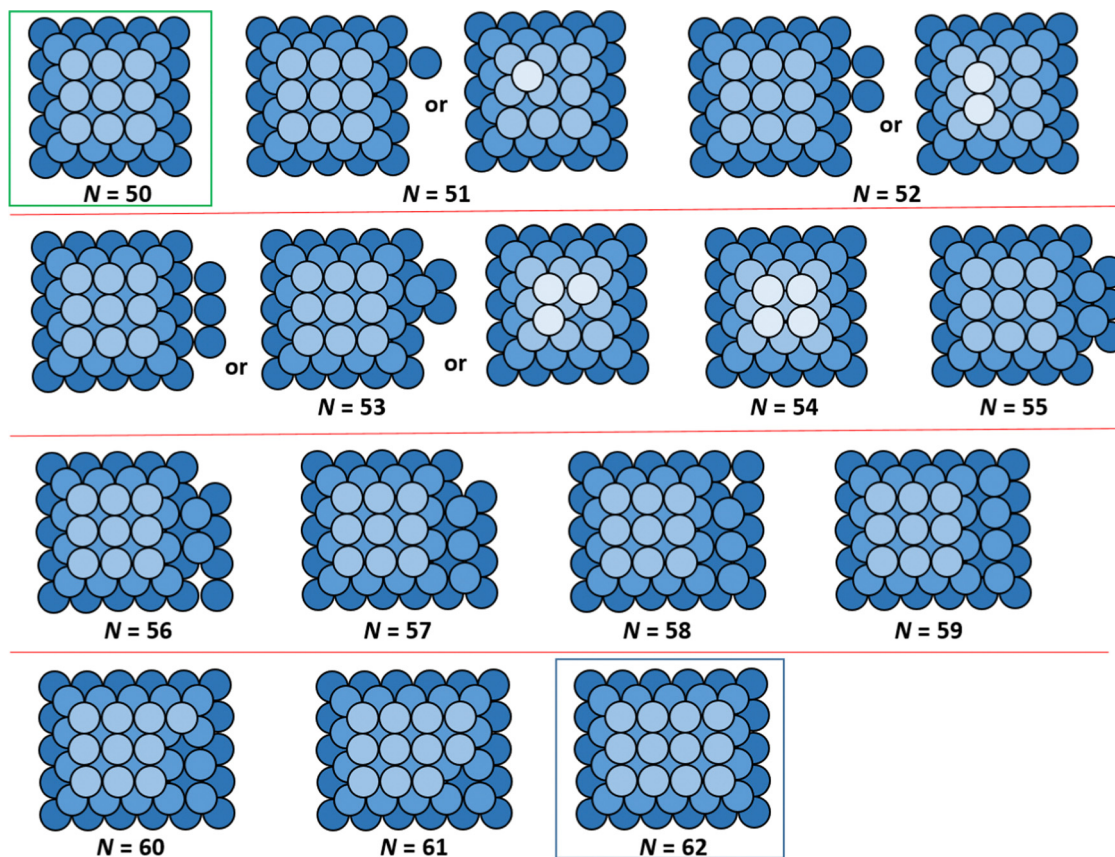 or
or
N = 50
N = 51
N = 52
or
or
N = 53
N = 54
N = 55
N = 56
N = 57
N = 58
N = 59
N = 60
N = 61
N = 62